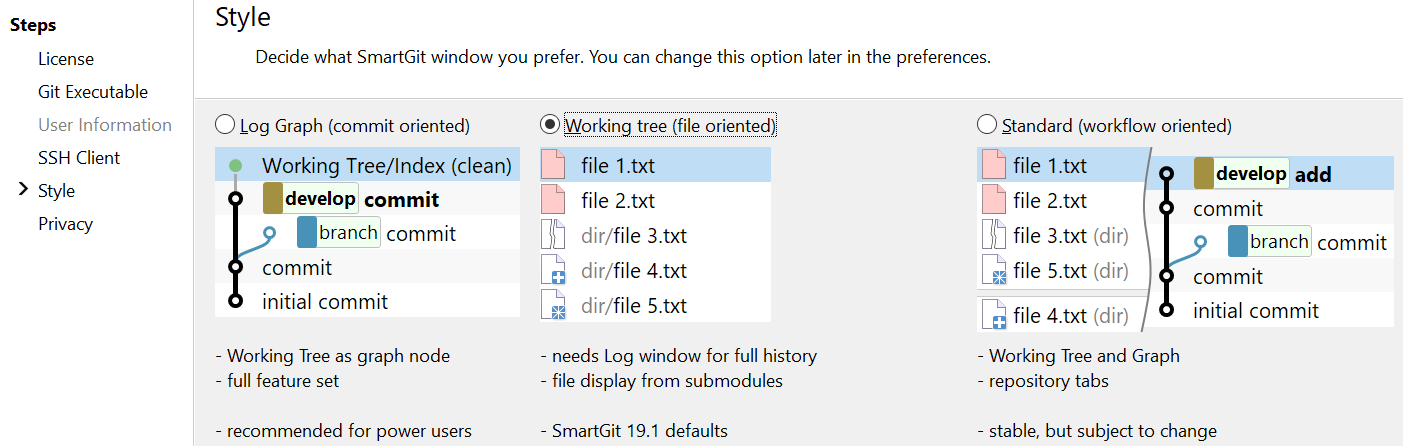 Steps
License
Git Executable
User Information
SSH Client
Style
Privacy
Style
Decide what SmartGit window you prefer. You can change this option later in the preferences.
Log Graph (commit oriented)
Working Tree/Index (clean)
develop commit
branch commit
commit
initial commit
- Working Tree as graph node
- full feature set
- recommended for power users
Working tree (file oriented)
file 1.txt
file 2.txt
dir/file 3.txt
dir/file 4.txt
dir/file 5.txt
- needs Log window for full history
- file display from submodules
- SmartGit 19.1 defaults
Standard (workflow oriented)
file 1.txt
file 2.txt
file 3.txt (dir)
file 5.txt (dir)
file 4.txt (dir)
develop add
commit
branch commit
commit
initial commit
- Working Tree and Graph
- repository tabs
- stable, but subject to change